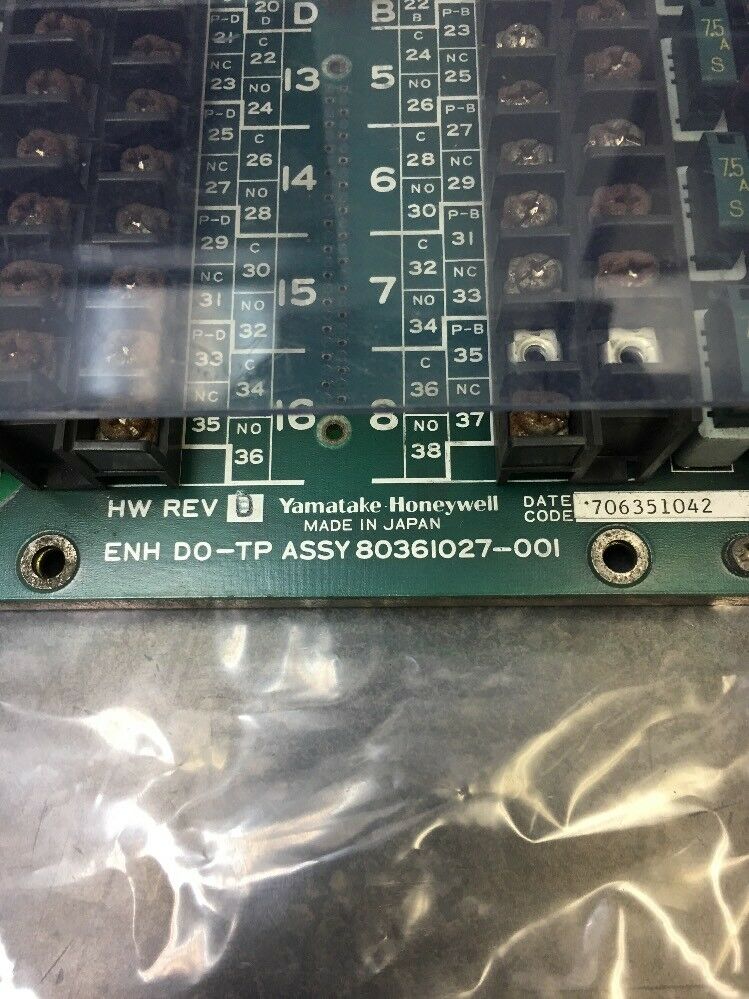 20 D
P-D 21
C 22
NC 23
NO 24
P-D 25
C 26
NC 27
NO 28
P-D 29
C 30
NC 31
NO 32
P-D 33
C 34
NC 35
NO 36
D
13
14
15
16
B
5
6
7
8
22 B
P-B 23
C 24
NC 25
NO 26
P-B 27
C 28
NC 29
NO 30
P-B 31
C 32
NC 33
NO 34
P-B 35
C 36
NC 37
NO 38
7.5 A S
7.5 A S
HW REV
Yamatake-Honeywell
DATE CODE *706351042
MADE IN JAPAN
ENH DO-TP ASSY 80361027-001